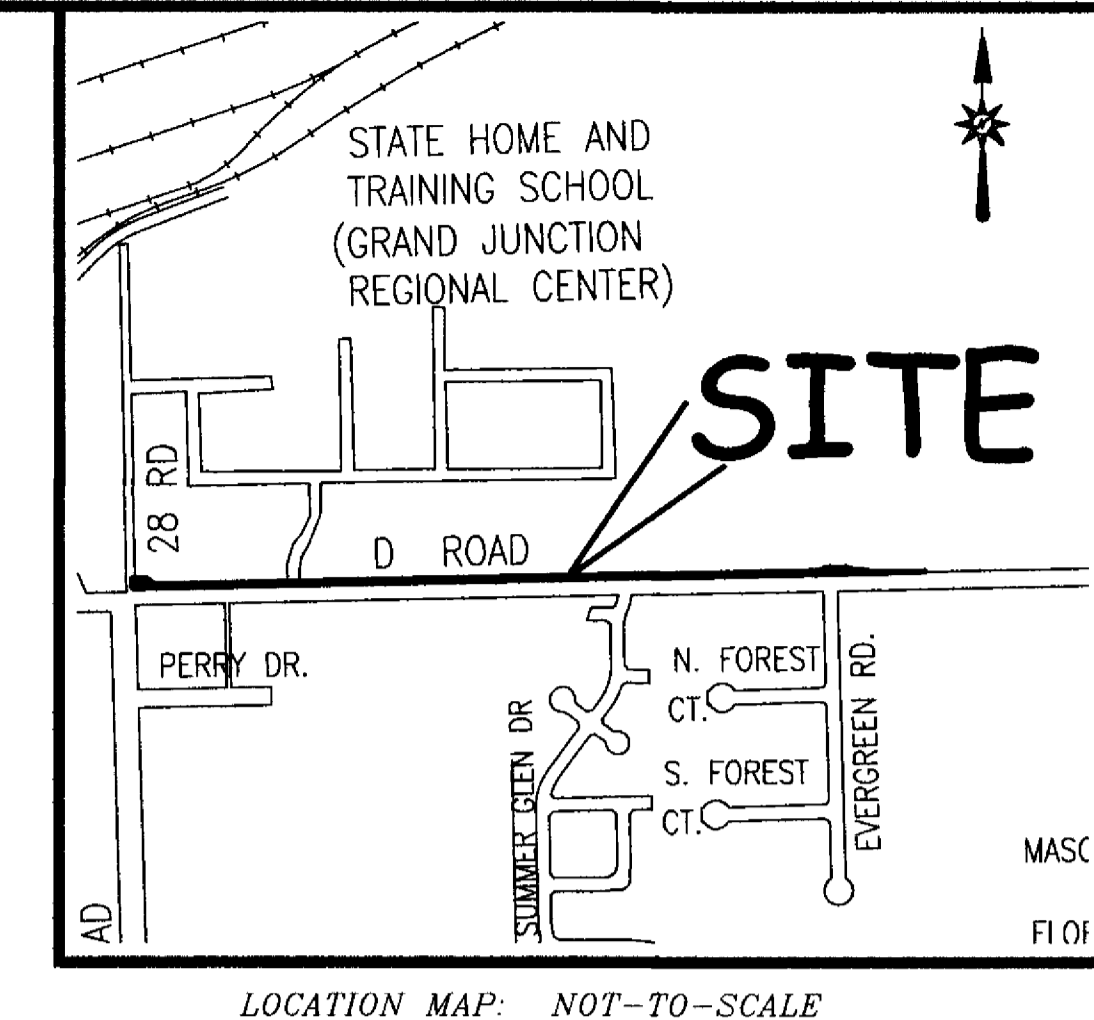 STATE HOME AND
TRAINING SCHOOL
(GRAND JUNCTION
REGIONAL CENTER)
SITE
28 RD
D ROAD
PERRY DR.
N. FOREST
CT.
SUMMER GLEN DR
S. FOREST
CT.
EVERGREEN RD.
MASC
AD
LOCATION MAP: NOT-TO-SCALE